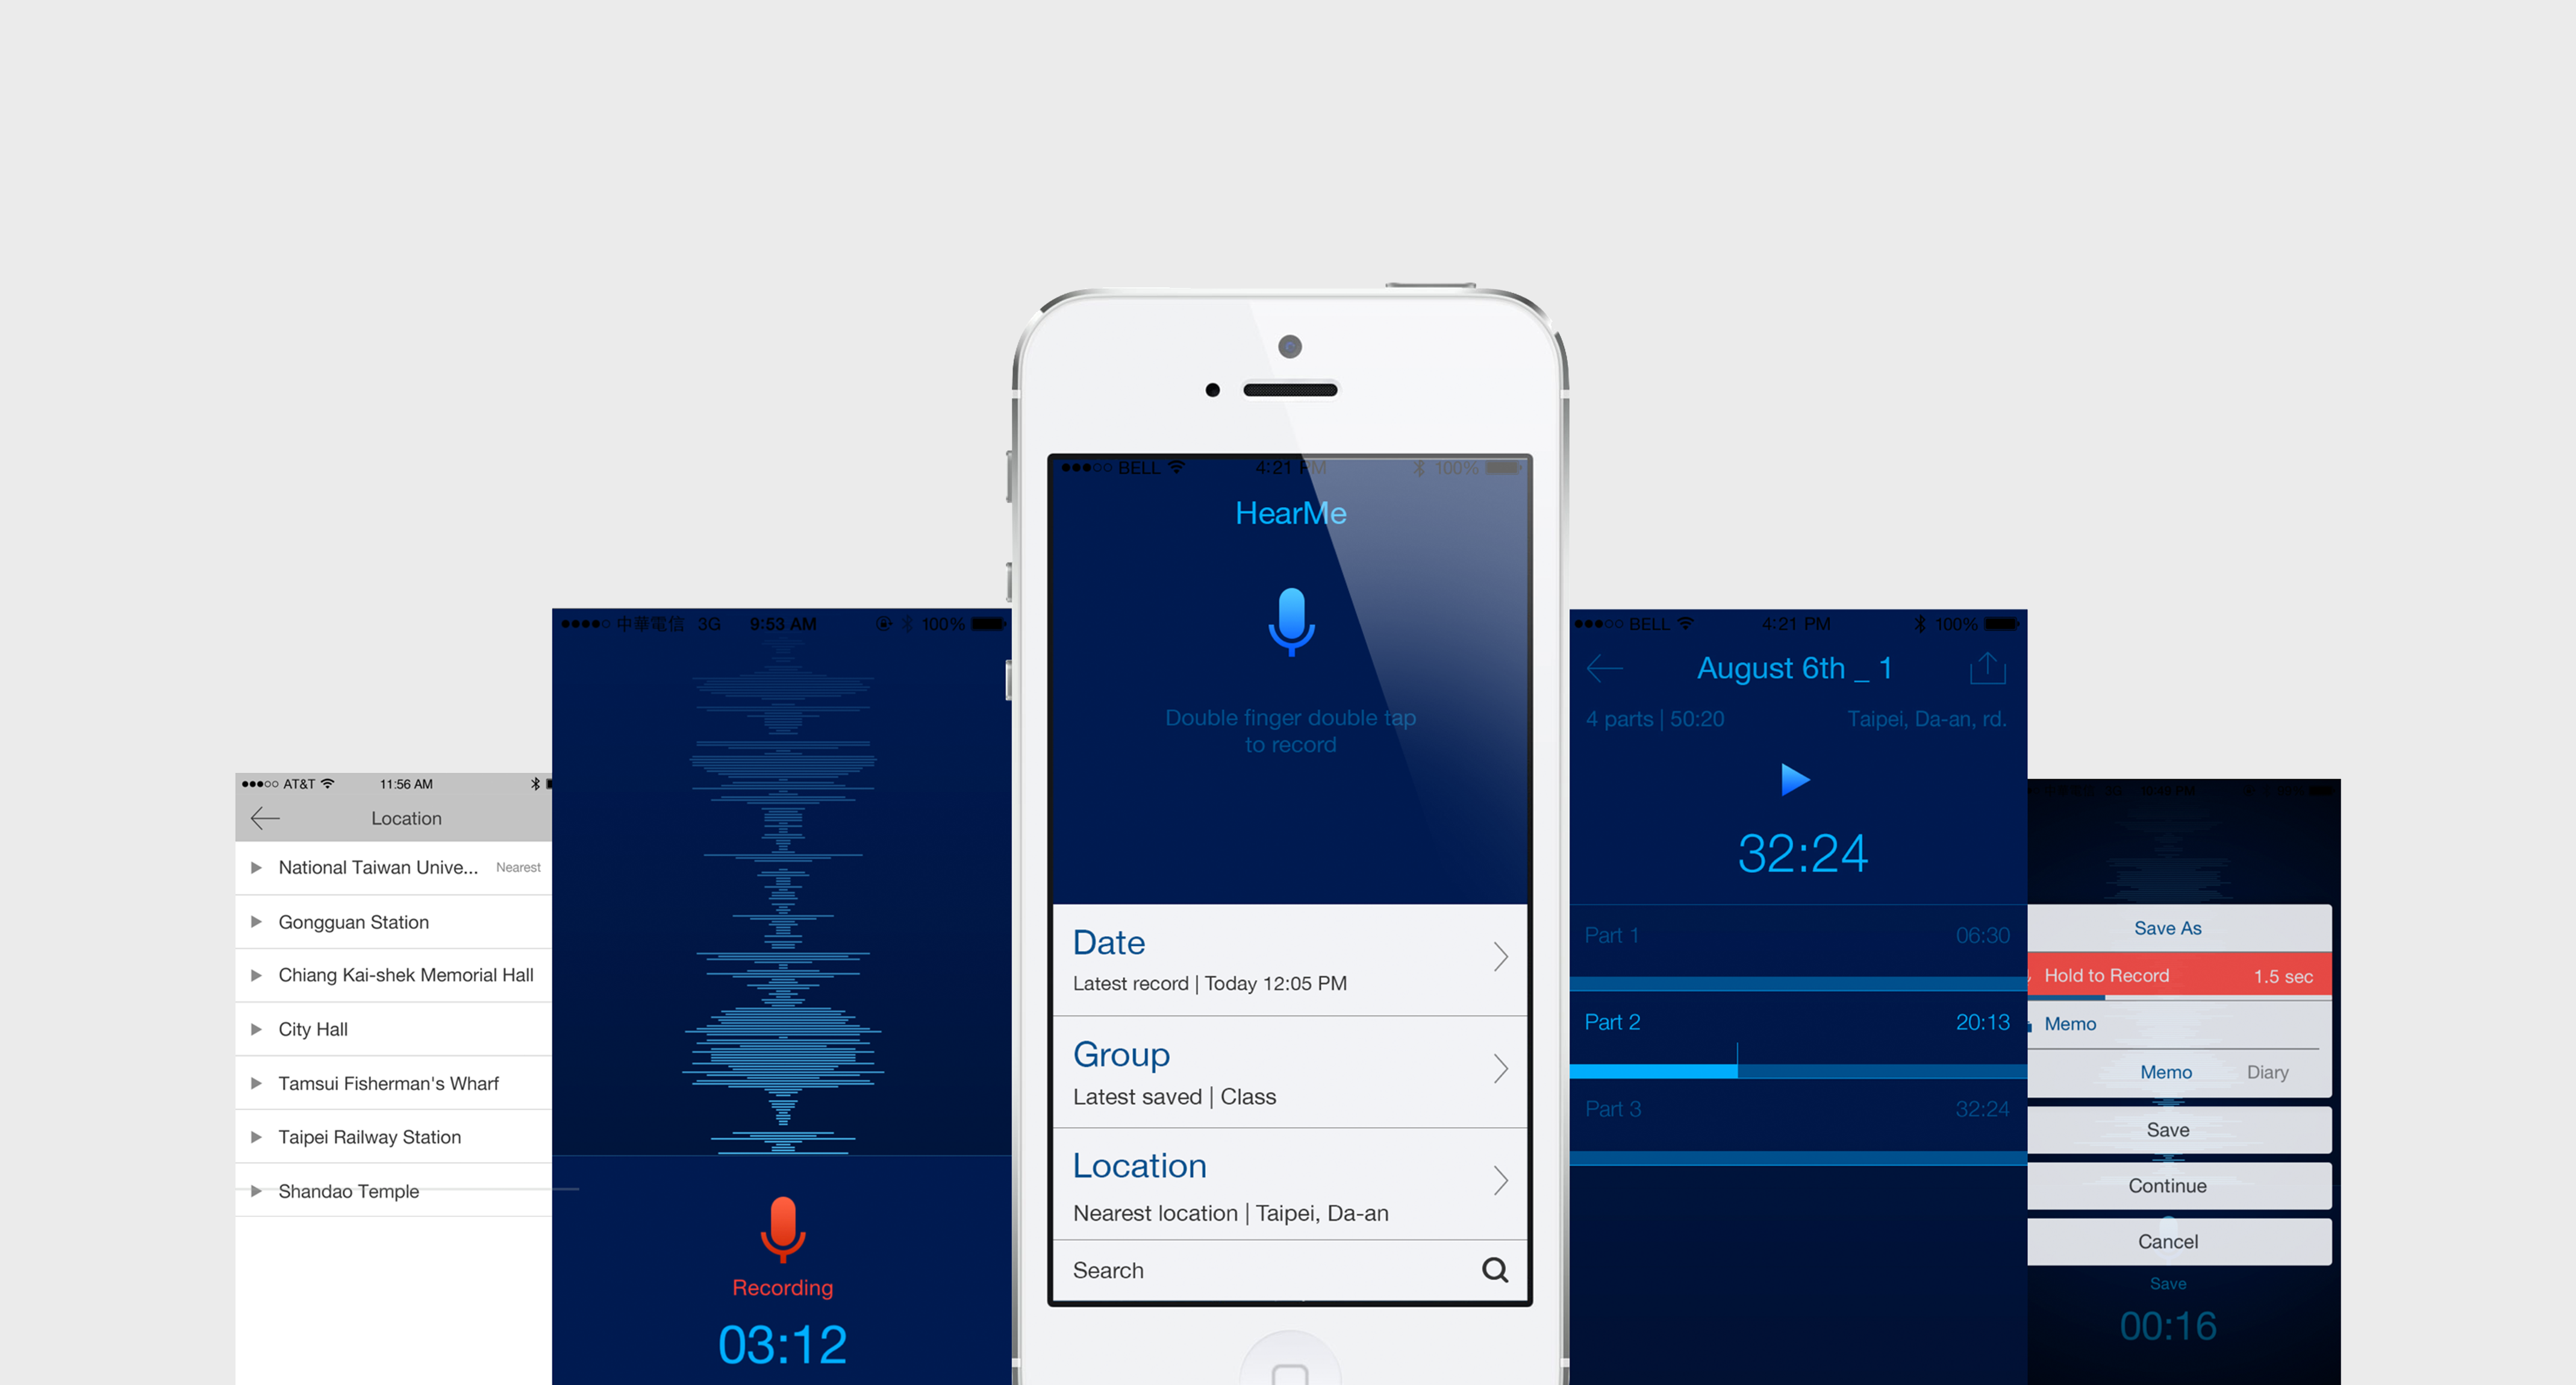 AT&T 11:56 AM
Location
National Taiwan Unive... Nearest
Gongguan Station
Chiang Kai-shek Memorial Hall
City Hall
Tamsui Fisherman's Wharf
Taipei Railway Station
Shandao Temple
中華電信 3G 9:53 AM 100%
Recording
03:12
BELL 4:21 PM 100%
HearMe
Double finger double tap
to record
Date
Latest record | Today 12:05 PM
Group
Latest saved | Class
Location
Nearest location | Taipei, Da-an
Search
BELL 4:21 PM 100%
August 6th _ 1
4 parts | 50:20 Taipei, Da-an, rd.
32:24
Part 1 06:30
Part 2 20:13
Part 3 32:24
Save As
Hold to Record 1.5 sec
Memo
Memo Diary
Save
Continue
Cancel
Save
00:16